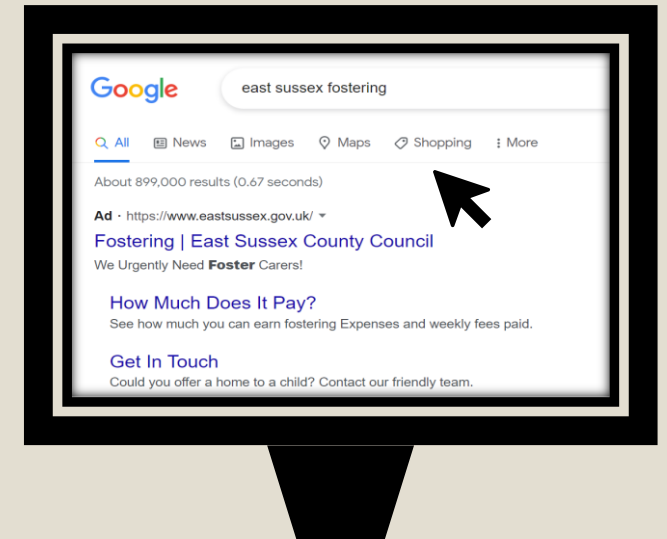 Google
east sussex fostering
All News Images Maps Shopping More
About 899,000 results (0.67 seconds)
Ad · https://www.eastsussex.gov.uk/
Fostering | East Sussex County Council
We Urgently Need Foster Carers!
How Much Does It Pay?
See how much you can earn fostering Expenses and weekly fees paid.
Get In Touch
Could you offer a home to a child? Contact our friendly team.